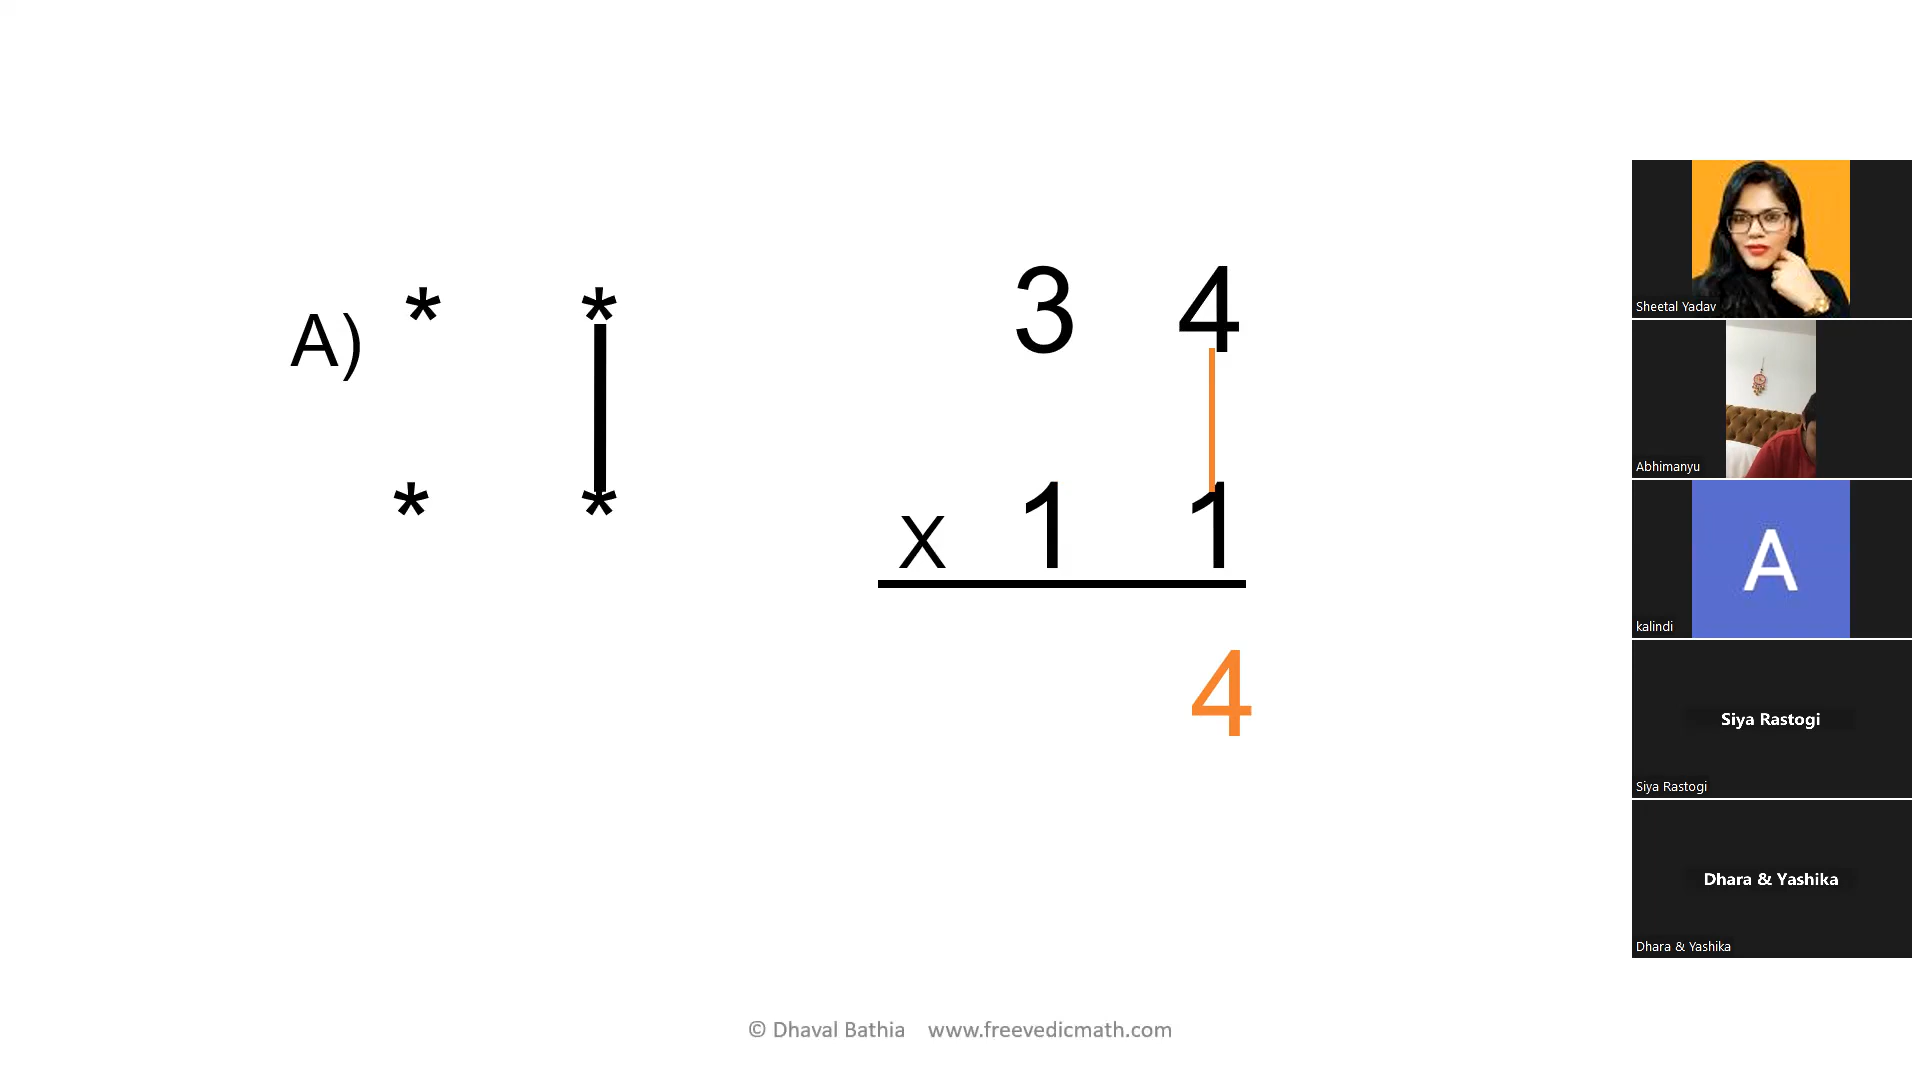 A) * *
* *
3 4
x 1 1
4
Sheetal Yadav
Abhimanyu
A
kalindi
Siya Rastogi
Siya Rastogi
Dhara & Yashika
Dhara & Yashika
© Dhaval Bathia www.freevedicmath.com